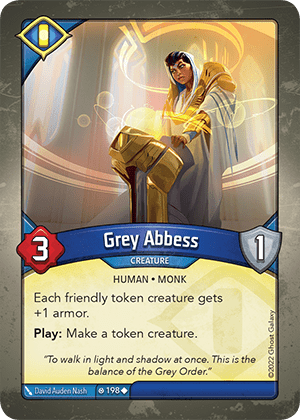 Grey Abbess
CREATURE
3
1
HUMAN • MONK
Each friendly token creature gets
+1 armor.
Play: Make a token creature.
"To walk in light and shadow at once. This is the
balance of the Grey Order."
David Auden Nash
198
©2022 Ghost Galaxy